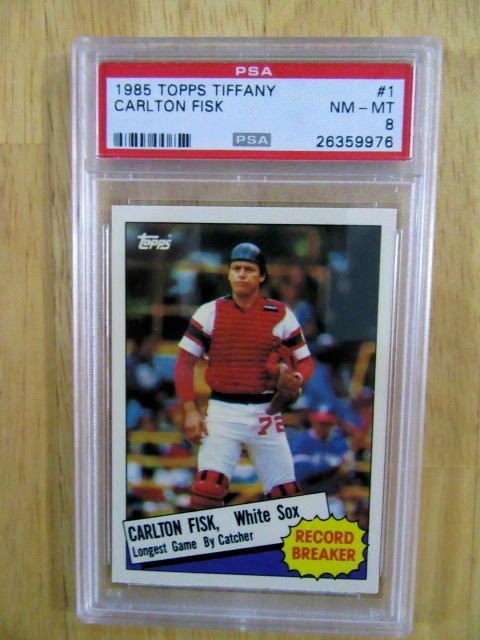 PSA
1985 TOPPS TIFFANY #1
CARLTON FISK NM-MT
8
PSA 26359976
Topps
72
CARLTON FISK, White Sox
Longest Game By Catcher
RECORD
BREAKER